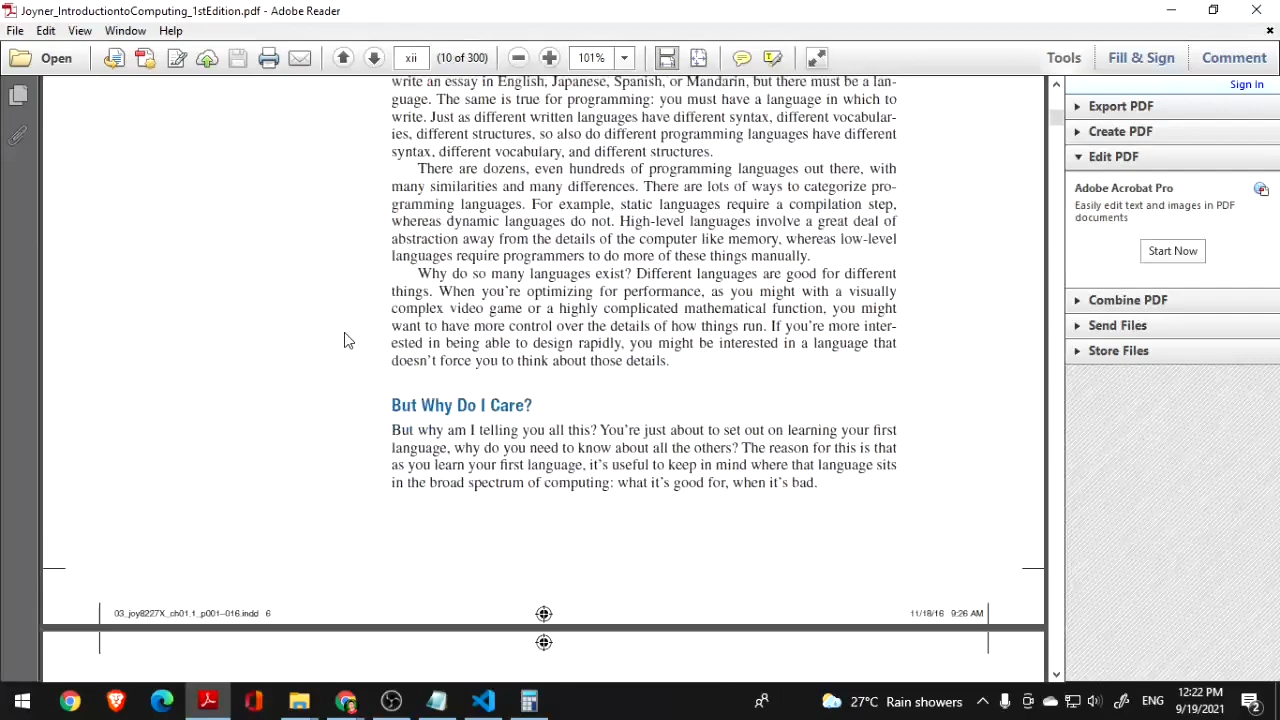 Joyner_IntroductiontoComputing_1stEdition.pdf - Adobe Reader
File Edit View Window Help
Open xii (10 of 300) 101% Tools Fill & Sign Comment
Sign In
write an essay in English, Japanese, Spanish, or Mandarin, but there must be a lan-
guage. The same is true for programming: you must have a language in which to
write. Just as different written languages have different syntax, different vocabular-
ies, different structures, so also do different programming languages have different
syntax, different vocabulary, and different structures.
There are dozens, even hundreds of programming languages out there, with
many similarities and many differences. There are lots of ways to categorize pro-
gramming languages. For example, static languages require a compilation step,
whereas dynamic languages do not. High-level languages involve a great deal of
abstraction away from the details of the computer like memory, whereas low-level
languages require programmers to do more of these things manually.
Why do so many languages exist? Different languages are good for different
things. When you're optimizing for performance, as you might with a visually
complex video game or a highly complicated mathematical function, you might
want to have more control over the details of how things run. If you're more inter-
ested in being able to design rapidly, you might be interested in a language that
doesn't force you to think about those details.
But Why Do I Care?
But why am I telling you all this? You're just about to set out on learning your first
language, why do you need to know about all the others? The reason for this is that
as you learn your first language, it's useful to keep in mind where that language sits
in the broad spectrum of computing: what it's good for, when it's bad.
03_joy8227X_ch01.1_p001–016.indd 6
11/18/16 9:26 AM
Export PDF
Create PDF
Edit PDF
Adobe Acrobat Pro
Easily edit text and images in PDF
documents
Start Now
Combine PDF
Send Files
Store Files
27°C Rain showers
ENG
12:22 PM
9/19/2021
2